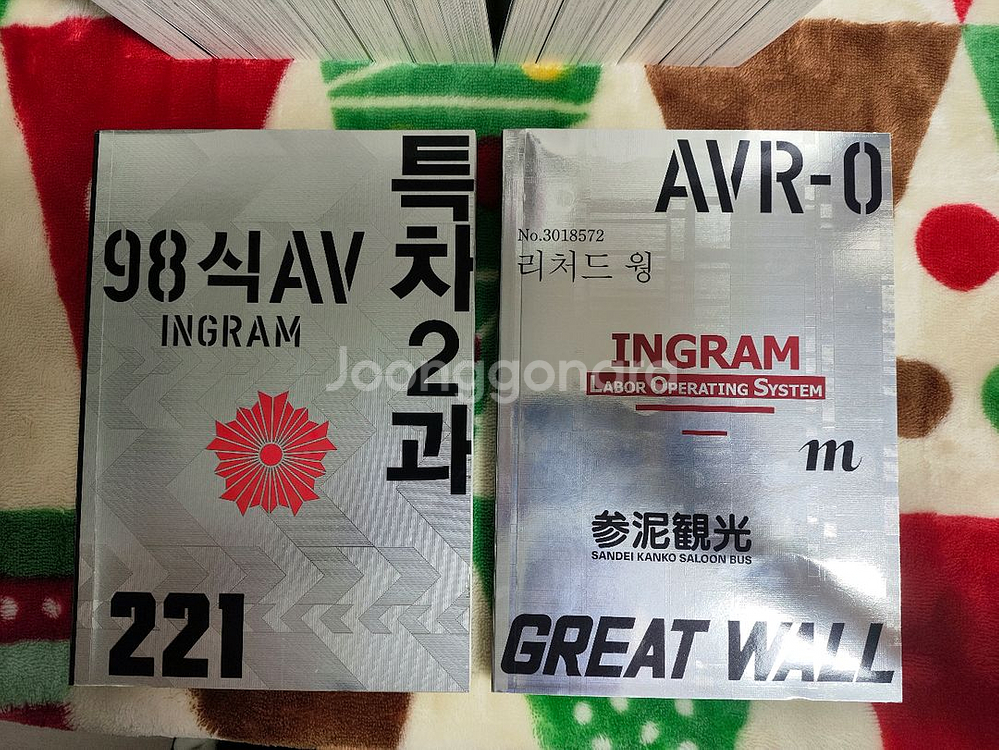 특차2과
98식AV
INGRAM
221
AVR-0
No.3018572
리처드 웡
INGRAM
LABOR OPERATING SYSTEM
m
参泥観光
SANDEI KANKO SALOON BUS
GREAT WALL
Joonggonara